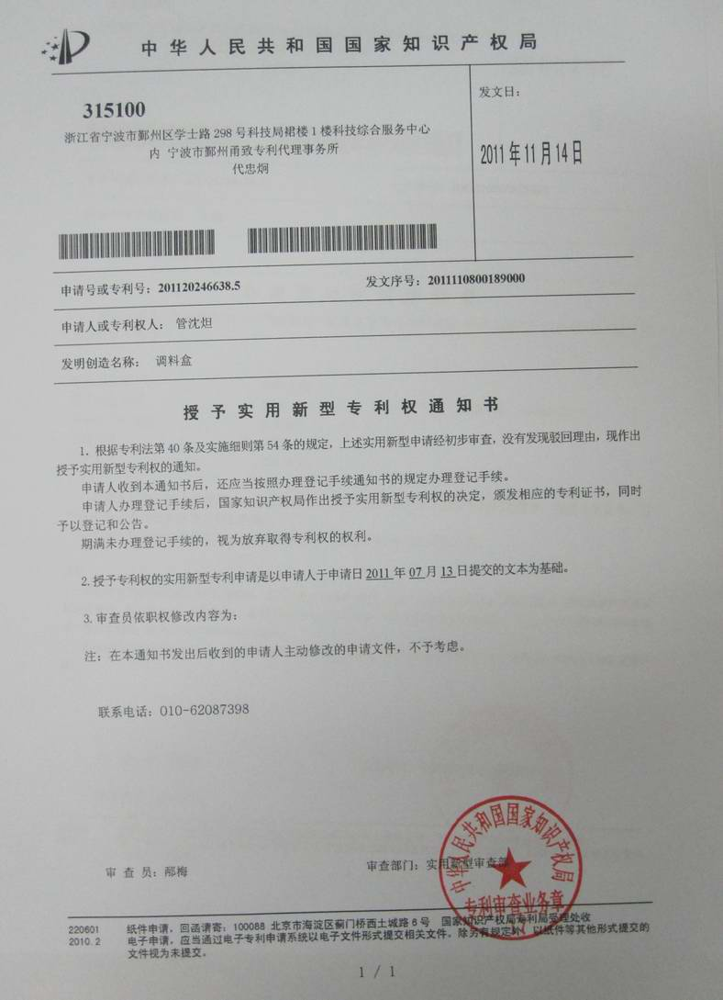 中华人民共和国国家知识产权局
315100
浙江省宁波市鄞州区学士路 298 号科技局裙楼 1 楼科技综合服务中心
内 宁波市鄞州甬致专利代理事务所
代忠炯
发文日：
2011 年 11 月 14 日
申请号或专利号：201120246638.5
发文序号：2011110800189000
申请人或专利权人： 管沈炟
发明创造名称： 调料盒
授予实用新型专利权通知书
1. 根据专利法第 40 条及实施细则第 54 条的规定，上述实用新型申请经初步审查，没有发现驳回理由，现作出
授予实用新型专利权的通知。
申请人收到本通知书后，还应当按照办理登记手续通知书的规定办理登记手续。
申请人办理登记手续后，国家知识产权局作出授予实用新型专利权的决定，颁发相应的专利证书，同时
予以登记和公告。
期满未办理登记手续的，视为放弃取得专利权的权利。
2. 授予专利权的实用新型专利申请是以申请人于申请日 2011 年 07 月 13 日提交的文本为基础。
3. 审查员依职权修改内容为：
注：在本通知书发出后收到的申请人主动修改的申请文件，不予考虑。
联系电话：010-62087398
审 查 员：邴梅
审查部门：实用新型审查部
中华人民共和国国家知识产权局
专利审查业务章
220601
2010.2
纸件申请，回函请寄：100088 北京市海淀区蓟门桥西土城路 6 号 国家知识产权局专利局受理处收
电子申请，应当通过电子专利申请系统以电子文件形式提交相关文件。除另有规定外，以纸件等其他形式提交的
文件视为未提交。
1 / 1